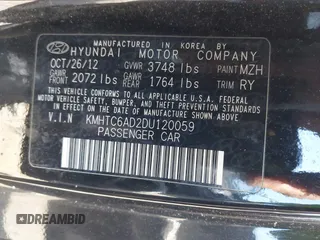 MANUFACTURED IN KOREA BY
HYUNDAI MOTOR COMPANY
OCT/26/12 GVWR 3748 lbs PAINT MZH
GAWR FRONT 2072 lbs GAWR REAR 1764 lbs TRIM RY
THIS VEHICLE CONFORMS TO ALL APPLICABLE U.S.
FEDERAL MOTOR VEHICLE SAFETY, BUMPER, AND THEFT
PREVENTION STANDARDS IN EFFECT ON THE DATE OF
MANUFACTURE SHOWN ABOVE.
V.I.N KMHTC6AD2DU120059
PASSENGER CAR
DREAMBID